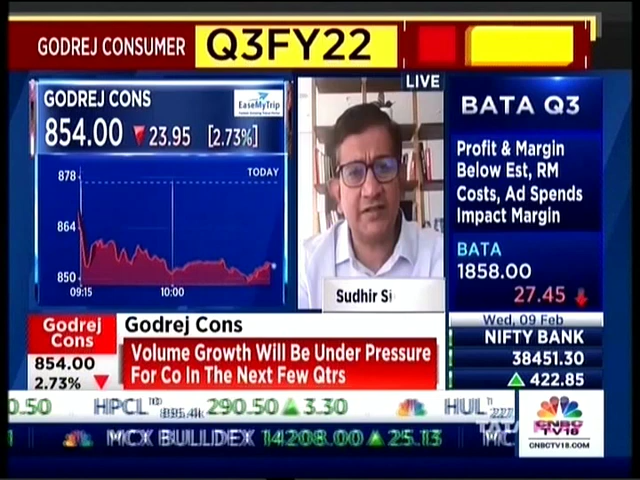 GODREJ CONSUMER
Q3FY22
LIVE
GODREJ CONS
EaseMyTrip
854.00 ▼ 23.95 [2.73%]
TODAY
878
864
850
09:15
10:00
BATA Q3
Profit & Margin
Below Est, RM
Costs, Ad Spends
Impact Margin
BATA
1858.00
27.45
Sudhir
Wed, 09 Feb
NIFTY BANK
38451.30
▲ 422.85
Godrej
Cons
854.00
2.73% ▼
Godrej Cons
Volume Growth Will Be Under Pressure
For Co In The Next Few Qtrs
0.50 HPCL 290.50 ▲ 3.30 HUL
MCX BULLDEX 14208.00 ▲ 25.13 MC
CNBC
TV18
CNBCTV18.COM